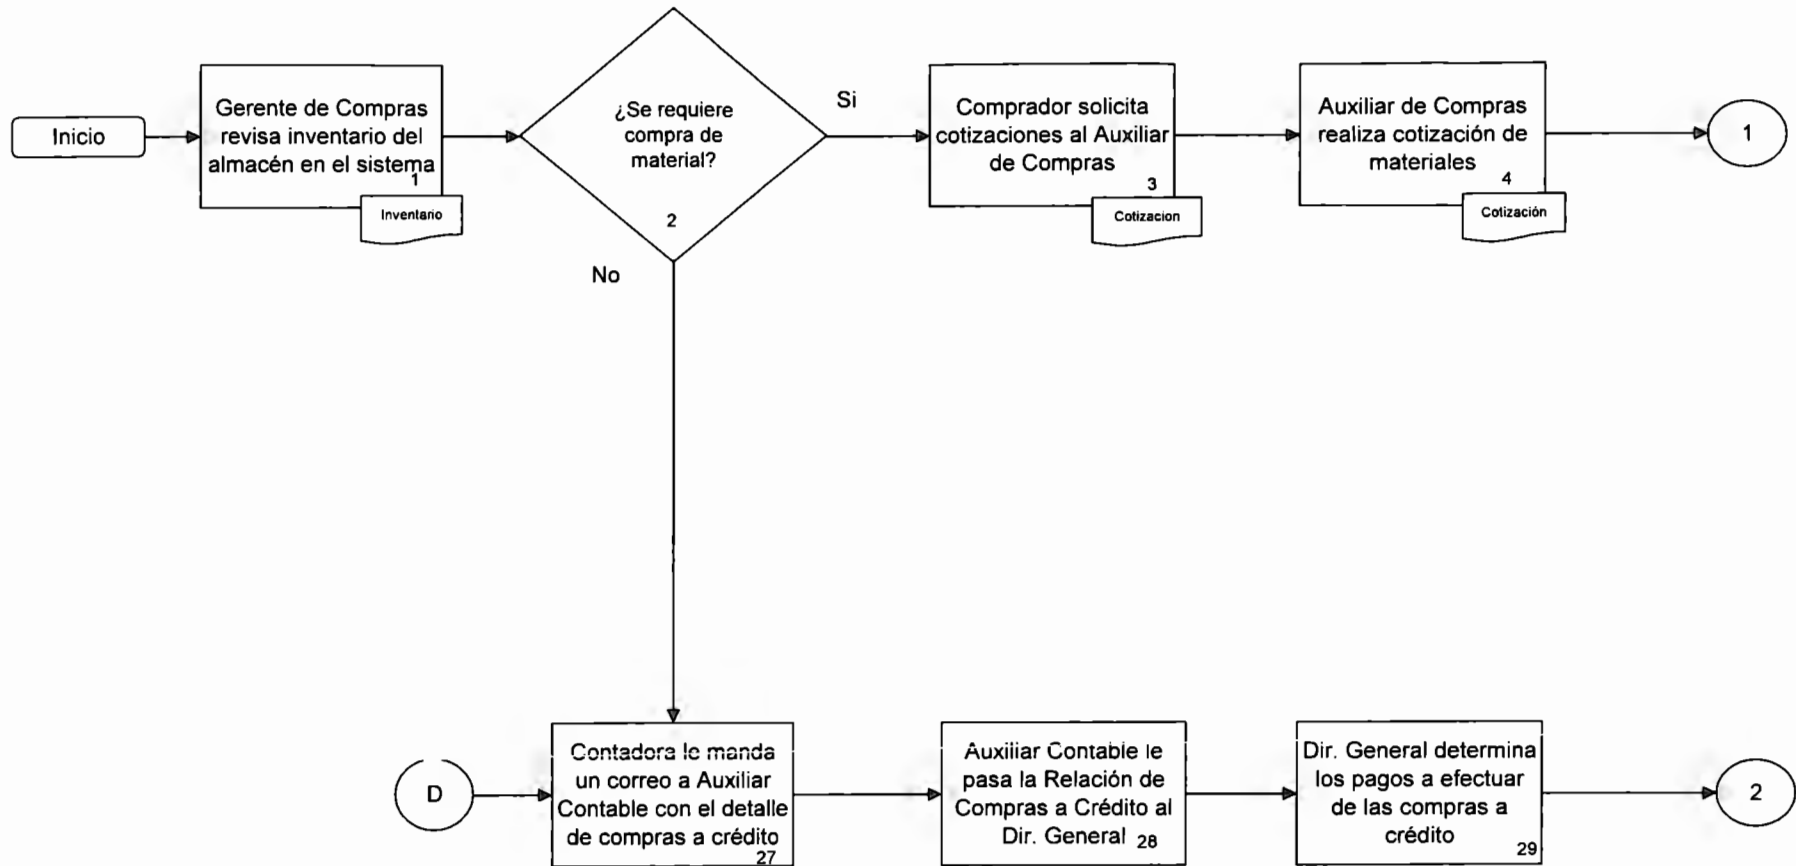 Inicio
Gerente de Compras
revisa inventario del
almacén en el sistema
1
Inventario
¿Se requiere
compra de
material?
2
Si
No
Comprador solicita
cotizaciones al Auxiliar
de Compras
3
Cotizacion
Auxiliar de Compras
realiza cotización de
materiales
4
Cotización
1
D
Contadora le manda
un correo a Auxiliar
Contable con el detalle
de compras a crédito
27
Auxiliar Contable le
pasa la Relación de
Compras a Crédito al
Dir. General 28
Dir. General determina
los pagos a efectuar
de las compras a
crédito
29
2